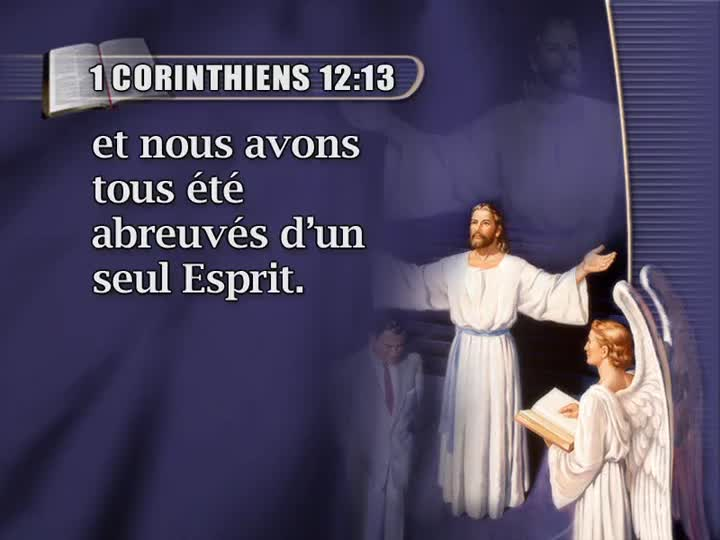 1 CORINTHIENS 12:13
et nous avons
tous été
abreuvés d’un
seul Esprit.